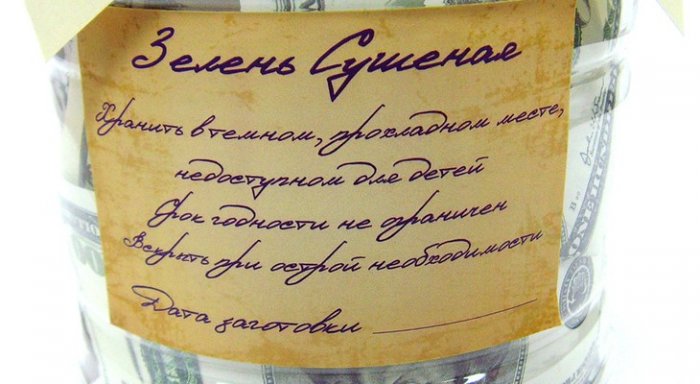 Зелень Сушеная
Хранить в темном, прохладном месте,
недоступном для детей
Срок годности не ограничен
Вскрыть при острой необходимости
Дата заготовки